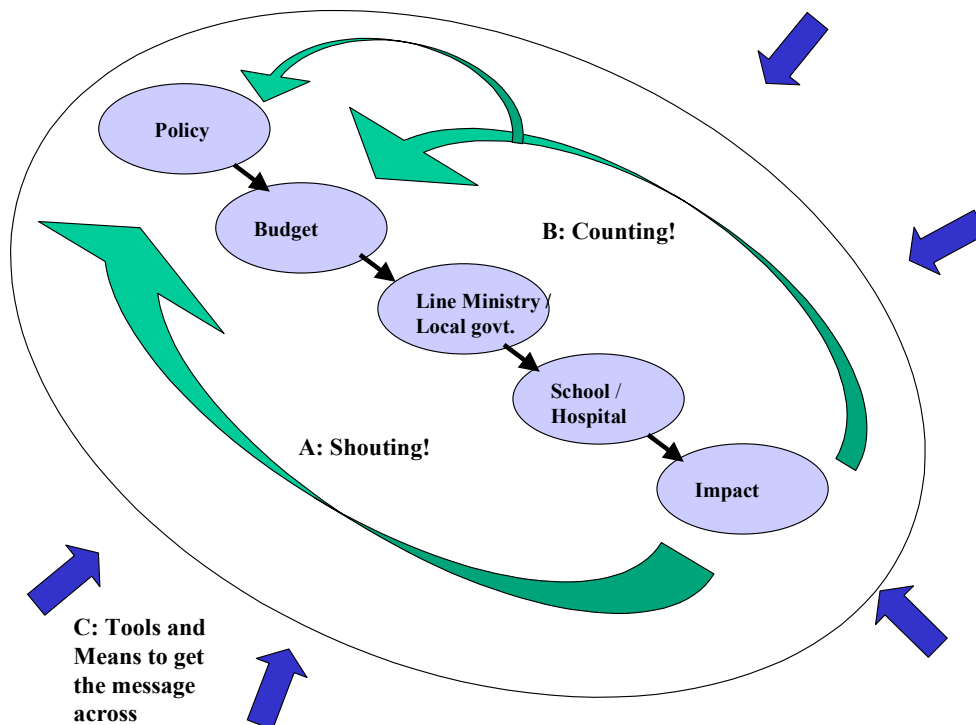 Policy
Budget
B: Counting!
Line Ministry /
Local govt.
School /
Hospital
A: Shouting!
Impact
C: Tools and
Means to get
the message
across